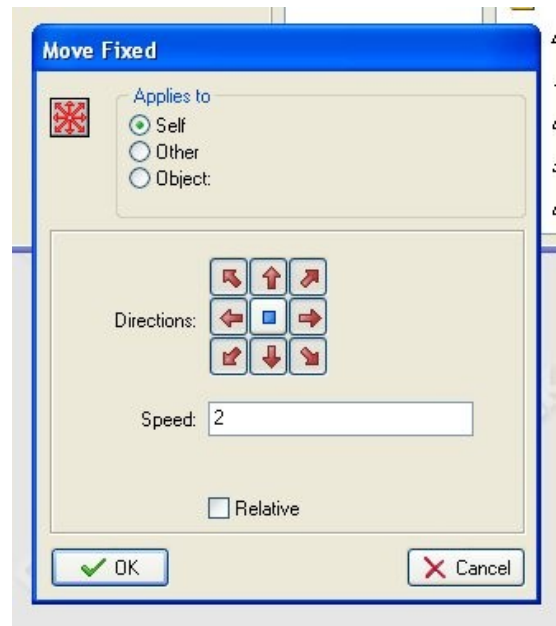 Move Fixed
Applies to
Self
Other
Object:
Directions:
Speed: 2
Relative
OK
Cancel